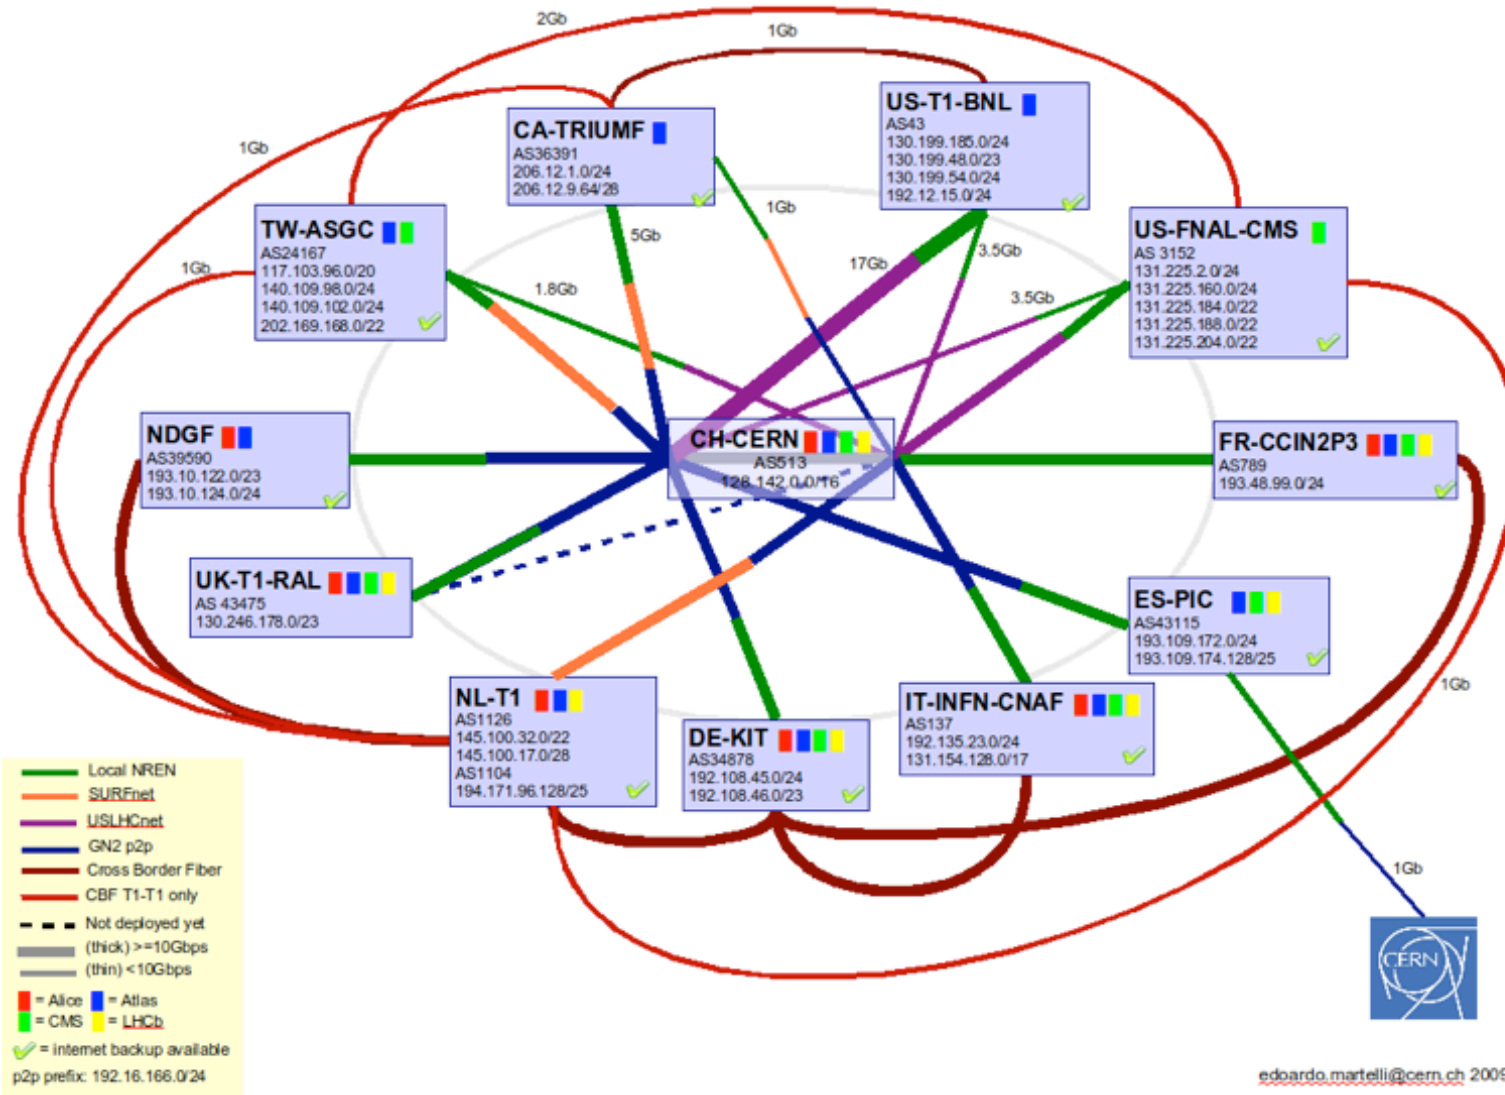 2Gb
1Gb
1Gb
1Gb
CA-TRIUMF
AS36391
206.12.1.0/24
206.12.9.64/28
US-T1-BNL
AS43
130.199.185.0/24
130.199.48.0/23
130.199.54.0/24
192.12.15.0/24
TW-ASGC
AS24167
117.103.96.0/20
140.109.98.0/24
140.109.102.0/24
202.169.168.0/22
US-FNAL-CMS
AS 3152
131.225.2.0/24
131.225.160.0/24
131.225.184.0/22
131.225.188.0/22
131.225.204.0/22
5Gb
1Gb
17Gb
3.5Gb
1.8Gb
3.5Gb
NDGF
AS39590
193.10.122.0/23
193.10.124.0/24
CH-CERN
AS513
128.142.0.0/16
FR-CCIN2P3
AS789
193.48.99.0/24
UK-T1-RAL
AS 43475
130.246.178.0/23
ES-PIC
AS43115
193.109.172.0/24
193.109.174.128/25
NL-T1
AS1126
145.100.32.0/22
145.100.17.0/28
AS1104
194.171.96.128/25
DE-KIT
AS34878
192.108.45.0/24
192.108.46.0/23
IT-INFN-CNAF
AS137
192.135.23.0/24
131.154.128.0/17
1Gb
1Gb
CERN
Local NREN
SURFnet
USLHCnet
GN2 p2p
Cross Border Fiber
CBF T1-T1 only
Not deployed yet
(thick) >=10Gbps
(thin) <10Gbps
= Alice = Atlas
= CMS = LHCb
= internet backup available
p2p prefix: 192.16.166.0/24
edoardo.martelli@cern.ch 2009